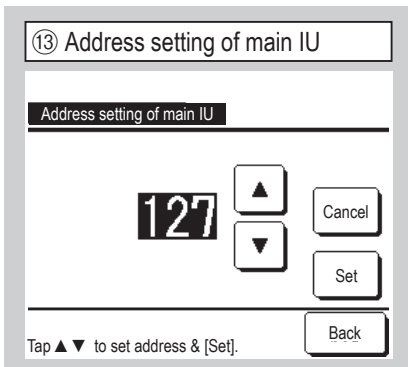 ⑬ Address setting of main IU
Address setting of main IU
127
▲
▼
Cancel
Set
Tap ▲ ▼ to set address & [Set].
Back